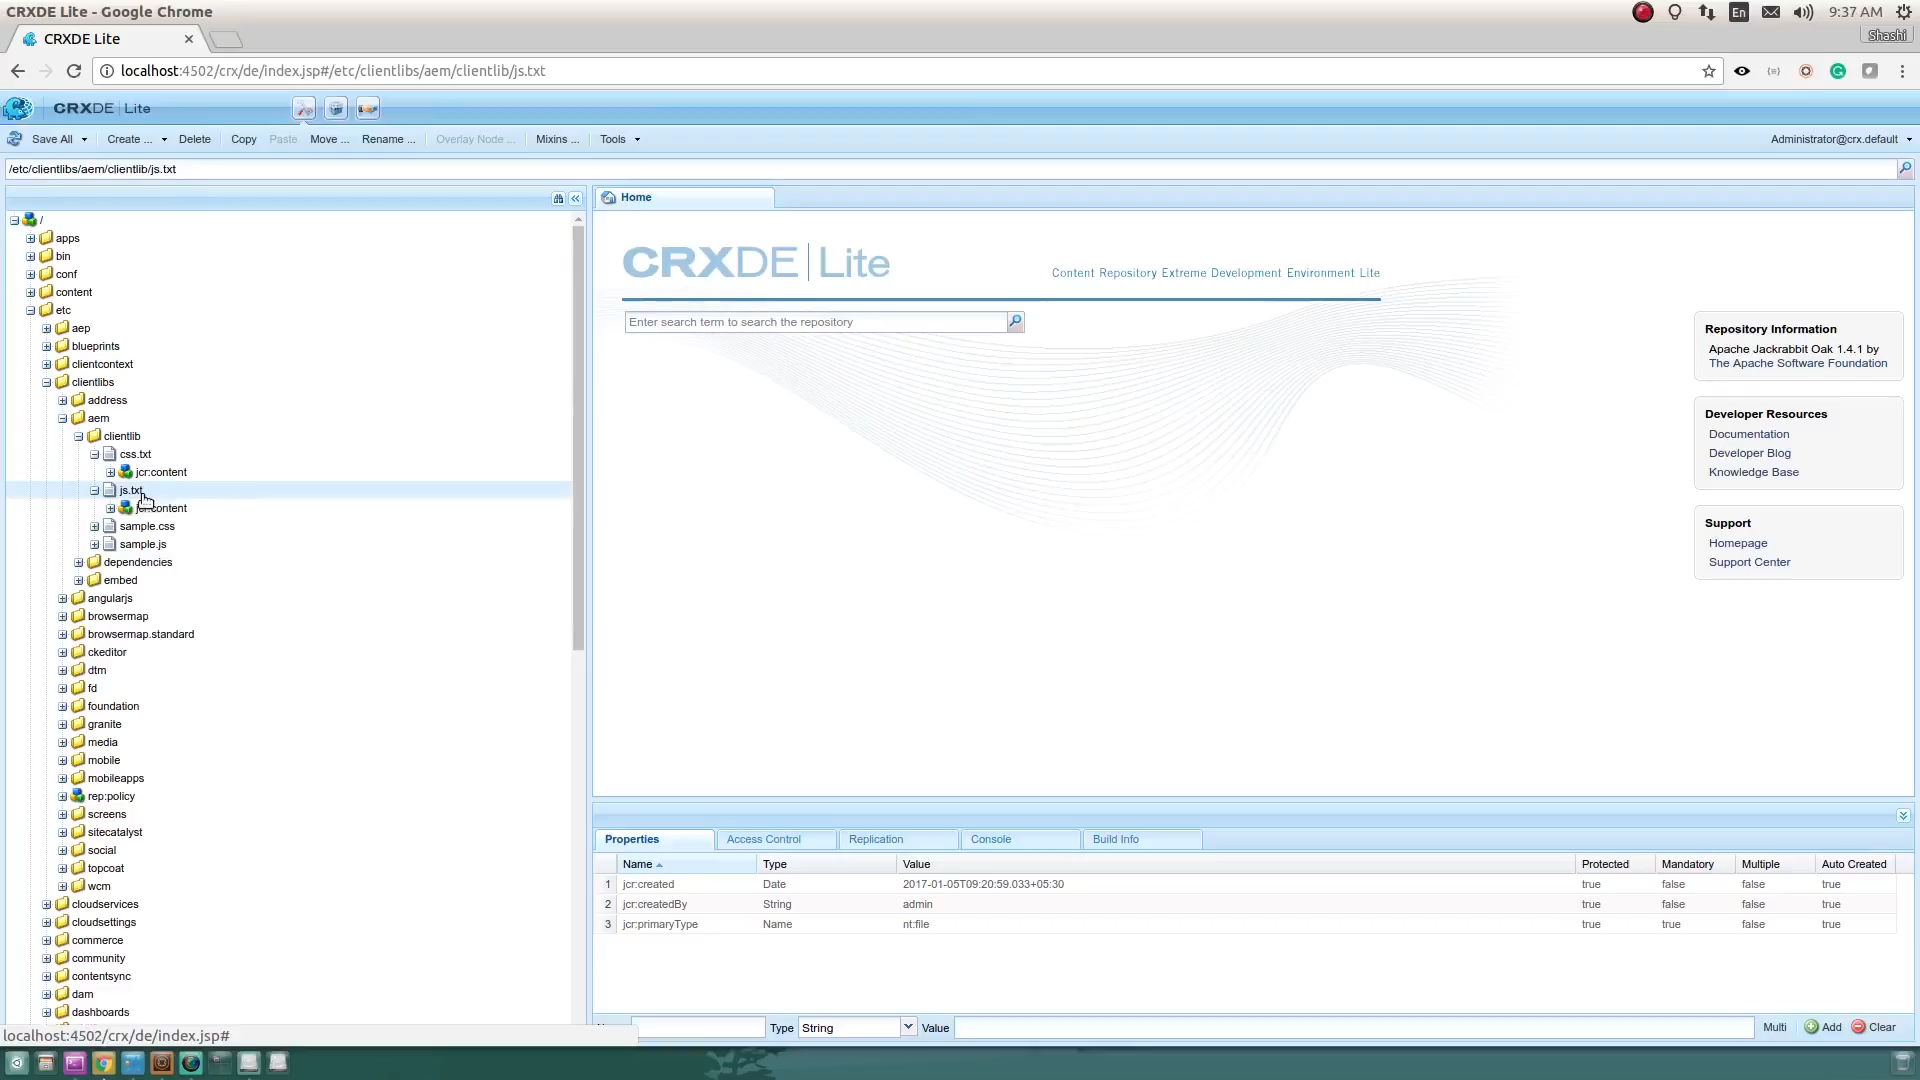 CRXDE Lite - Google Chrome
En
9:37 AM
CRXDE Lite
Shashi
localhost:4502/crx/de/index.jsp#/etc/clientlibs/aem/clientlib/js.txt
CRXDE | Lite
Save All
Create ...
Delete
Copy
Paste
Move ...
Rename ...
Overlay Node ...
Mixins ...
Tools
Administrator@crx.default
/etc/clientlibs/aem/clientlib/js.txt
/
apps
bin
conf
content
etc
aep
blueprints
clientcontext
clientlibs
address
aem
clientlib
css.txt
jcr:content
js.txt
jcr:content
sample.css
sample.js
dependencies
embed
angularjs
browsermap
browsermap.standard
ckeditor
dtm
fd
foundation
granite
media
mobile
mobileapps
rep:policy
screens
sitecatalyst
social
topcoat
wcm
cloudservices
cloudsettings
commerce
community
contentsync
dam
dashboards
localhost:4502/crx/de/index.jsp#
Home
CRXDE | Lite
Content Repository Extreme Development Environment Lite
Enter search term to search the repository
Repository Information
Apache Jackrabbit Oak 1.4.1 by
The Apache Software Foundation
Developer Resources
Documentation
Developer Blog
Knowledge Base
Support
Homepage
Support Center
Properties
Access Control
Replication
Console
Build Info
Name Type Value Protected Mandatory Multiple Auto Created
1 jcr:created Date 2017-01-05T09:20:59.033+05:30 true false false true
2 jcr:createdBy String admin true false false true
3 jcr:primaryType Name nt:file true true false true
Type String Value Multi Add Clear